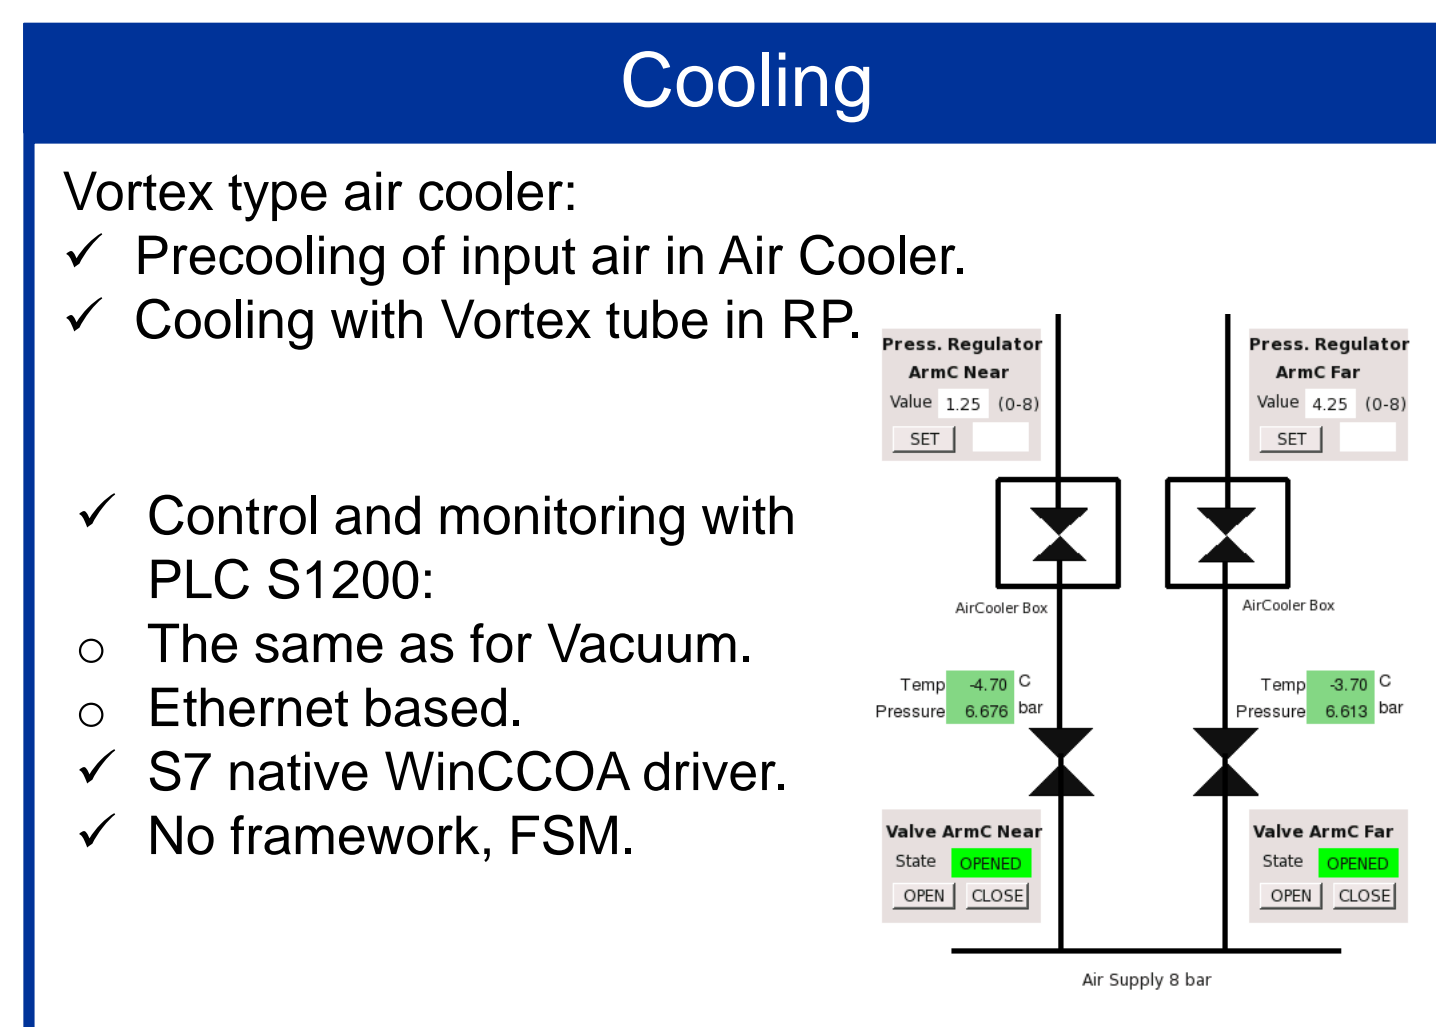 Cooling
Vortex type air cooler:
✓ Precooling of input air in Air Cooler.
✓ Cooling with Vortex tube in RP.
✓ Control and monitoring with
PLC S1200:
o The same as for Vacuum.
o Ethernet based.
✓ S7 native WinCCOA driver.
✓ No framework, FSM.
Press. Regulator
ArmC Near
Value 1.25 (0-8)
SET
Press. Regulator
ArmC Far
Value 4.25 (0-8)
SET
AirCooler Box
AirCooler Box
Temp -4.70 C
Pressure 6.676 bar
Temp -3.70 C
Pressure 6.613 bar
Valve ArmC Near
State OPENED
OPEN CLOSE
Valve ArmC Far
State OPENED
OPEN CLOSE
Air Supply 8 bar